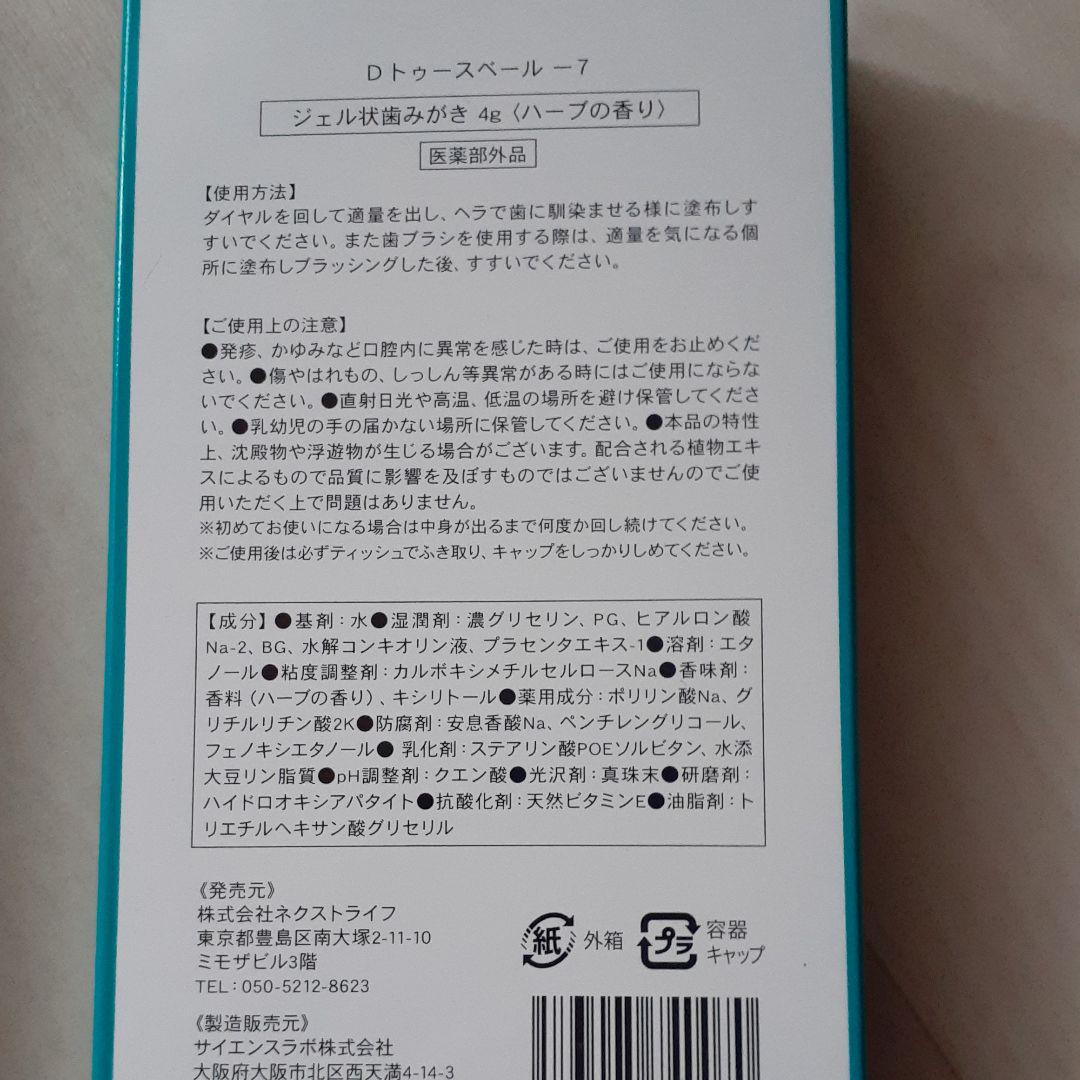 Dトゥースベール －7
ジェル状歯みがき 4g〈ハーブの香り〉
医薬部外品
【使用方法】
ダイヤルを回して適量を出し、ヘラで歯に馴染ませる様に塗布しす
すいでください。また歯ブラシを使用する際は、適量を気になる個
所に塗布しブラッシングした後、すすいでください。
【ご使用上の注意】
●発疹、かゆみなど口腔内に異常を感じた時は、ご使用をお止めくだ
さい。●傷やはれもの、しっしん等異常がある時にはご使用にならな
いでください。●直射日光や高温、低温の場所を避け保管してくださ
い。●乳幼児の手の届かない場所に保管してください。●本品の特性
上、沈殿物や浮遊物が生じる場合がございます。配合される植物エキ
スによるもので品質に影響を及ぼすものではございませんのでご使
用いただく上で問題はありません。
※初めてお使いになる場合は中身が出るまで何度か回し続けてください。
※ご使用後は必ずティッシュでふき取り、キャップをしっかりしめてください。
【成分】●基剤：水●湿潤剤：濃グリセリン、PG、ヒアルロン酸
Na-2、BG、水解コンキオリン液、プラセンタエキス-1●溶剤：エタ
ノール●粘度調整剤：カルボキシメチルセルロースNa●香味剤：
香料（ハーブの香り）、キシリトール●薬用成分：ポリリン酸Na、グ
リチルリチン酸2K●防腐剤：安息香酸Na、ペンチレングリコール、
フェノキシエタノール●乳化剤：ステアリン酸POEソルビタン、水添
大豆リン脂質●pH調整剤：クエン酸●光沢剤：真珠末●研磨剤：
ハイドロオキシアパタイト●抗酸化剤：天然ビタミンE●油脂剤：ト
リエチルヘキサン酸グリセリル
《発売元》
株式会社ネクストライフ
東京都豊島区南大塚2-11-10
ミモザビル3階
TEL：050-5212-8623
紙 外箱
プラ 容器
キャップ
《製造販売元》
サイエンスラボ株式会社
大阪府大阪市北区西天満4-14-3